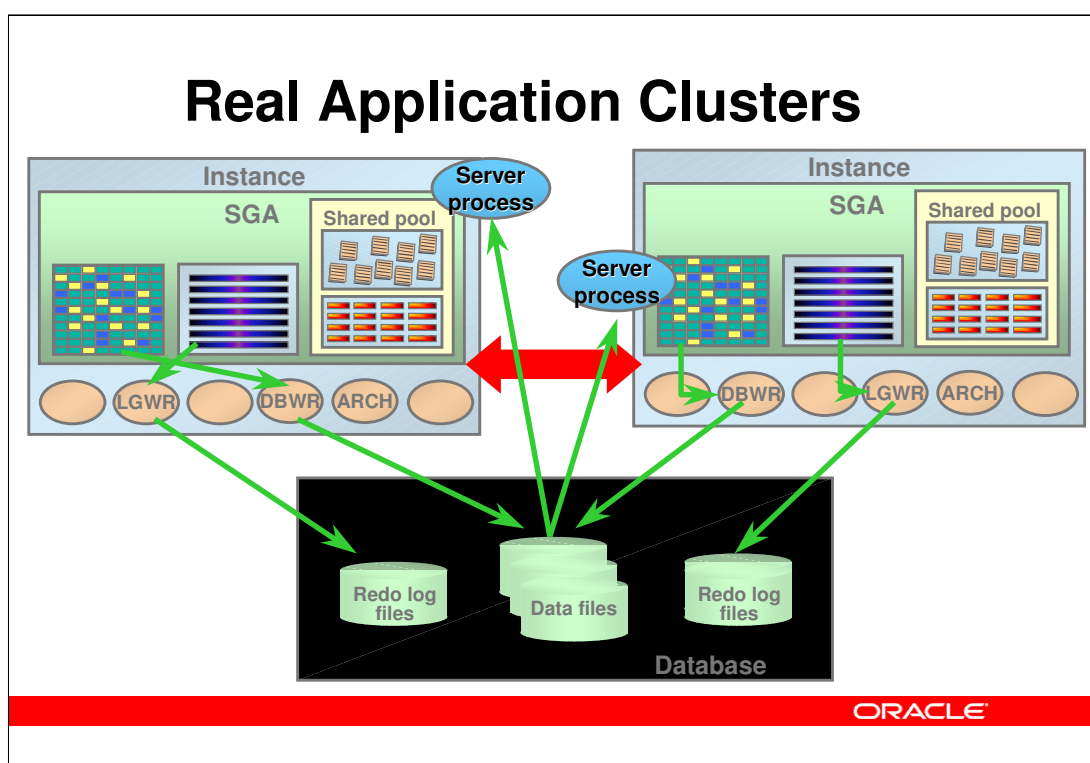 Real Application Clusters
Instance
SGA
Shared pool
Server
process
LGWR
DBWR
ARCH
Instance
SGA
Shared pool
Server
process
DBWR
LGWR
ARCH
Redo log
files
Data files
Redo log
files
Database
ORACLE